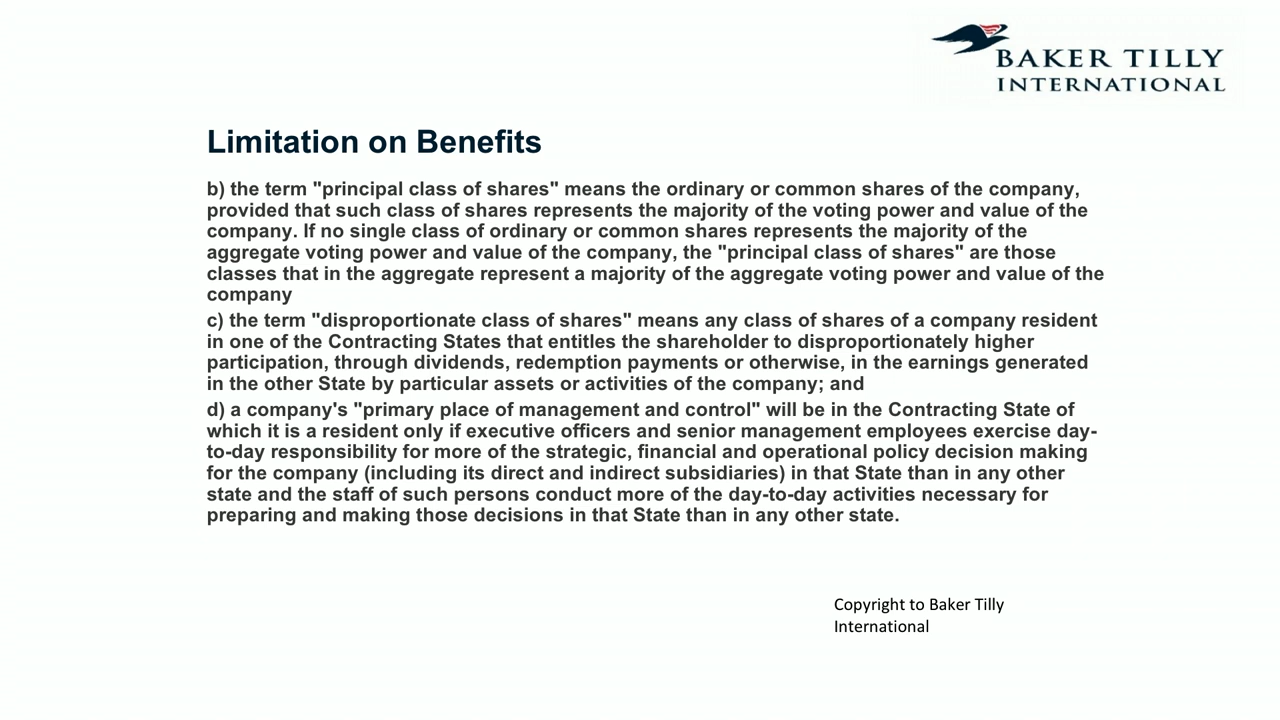 BAKER TILLY
INTERNATIONAL
Limitation on Benefits
b) the term "principal class of shares" means the ordinary or common shares of the company,
provided that such class of shares represents the majority of the voting power and value of the
company. If no single class of ordinary or common shares represents the majority of the
aggregate voting power and value of the company, the "principal class of shares" are those
classes that in the aggregate represent a majority of the aggregate voting power and value of the
company
c) the term "disproportionate class of shares" means any class of shares of a company resident
in one of the Contracting States that entitles the shareholder to disproportionately higher
participation, through dividends, redemption payments or otherwise, in the earnings generated
in the other State by particular assets or activities of the company; and
d) a company's "primary place of management and control" will be in the Contracting State of
which it is a resident only if executive officers and senior management employees exercise day-
to-day responsibility for more of the strategic, financial and operational policy decision making
for the company (including its direct and indirect subsidiaries) in that State than in any other
state and the staff of such persons conduct more of the day-to-day activities necessary for
preparing and making those decisions in that State than in any other state.
Copyright to Baker Tilly
International